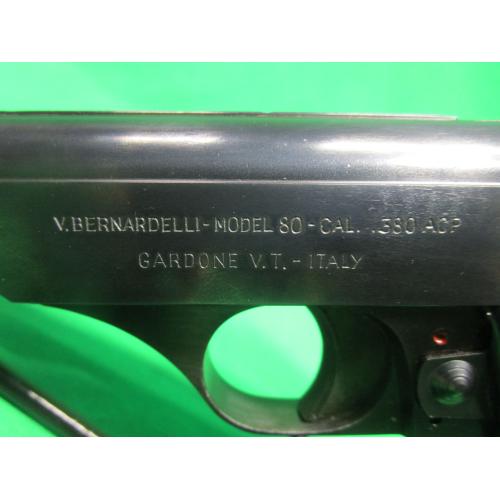 V.BERNARDELLI-MODEL 80-CAL. .380 ACP
GARDONE V.T.-ITALY